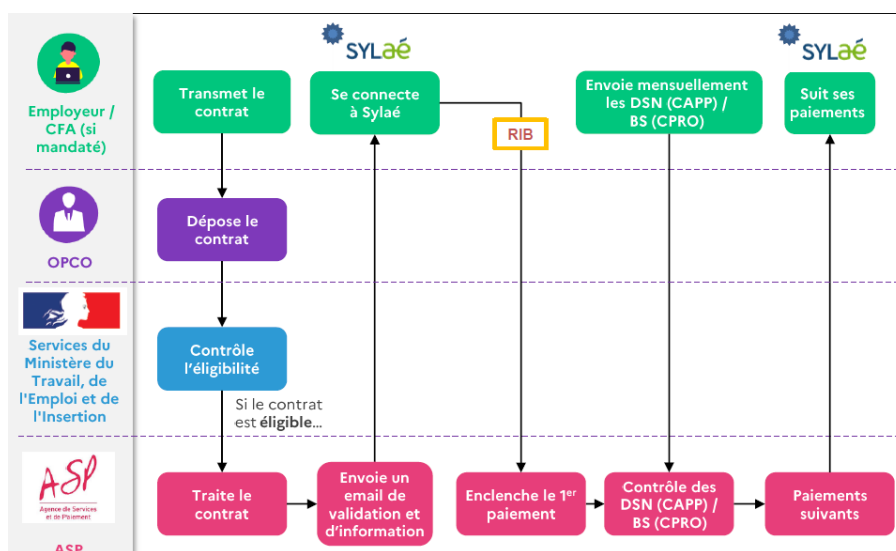 SYLaé
SYLaé
Employeur /
CFA (si
mandaté)
Transmet le
contrat
Se connecte
à Sylaé
RIB
Envoie mensuellement
les DSN (CAPP) /
BS (CPRO)
Suit ses
paiements
OPCO
Dépose le
contrat
Services du
Ministère du
Travail, de
l'Emploi et de
l'Insertion
Contrôle
l’éligibilité
Si le contrat
est éligible…
ASP
Agence de Services
et de Paiement
ASP
Traite le
contrat
Envoie un
email de
validation et
d’information
Enclenche le 1er
paiement
Contrôle des
DSN (CAPP) /
BS (CPRO)
Paiements
suivants